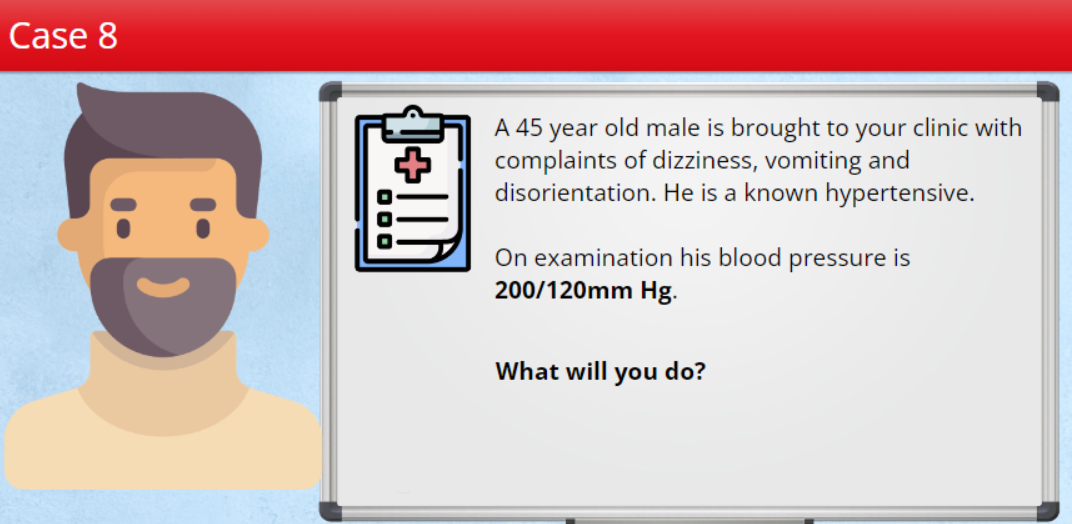 Case 8
A 45 year old male is brought to your clinic with
complaints of dizziness, vomiting and
disorientation. He is a known hypertensive.
On examination his blood pressure is
200/120mm Hg.
What will you do?